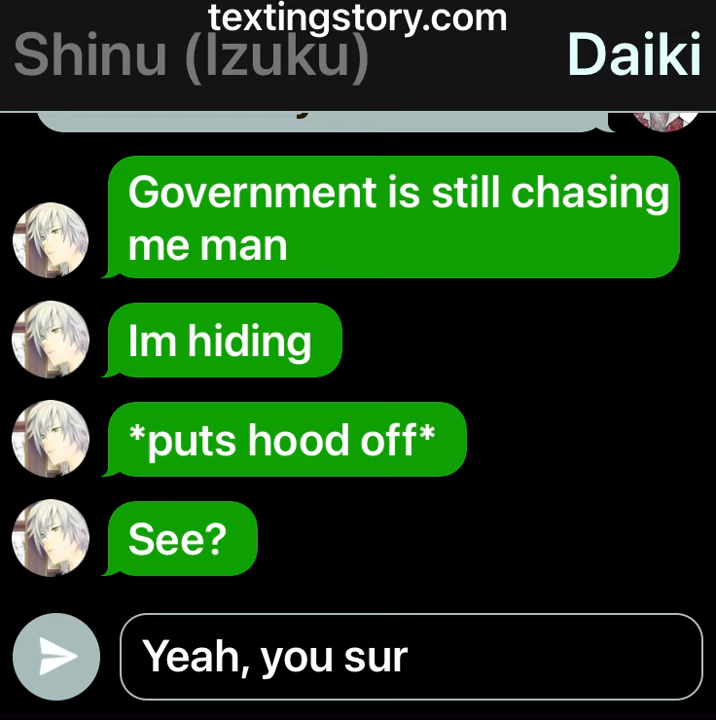 textingstory.com
Shinu (Izuku)
Daiki
Government is still chasing
me man
Im hiding
*puts hood off*
See?
Yeah, you sur